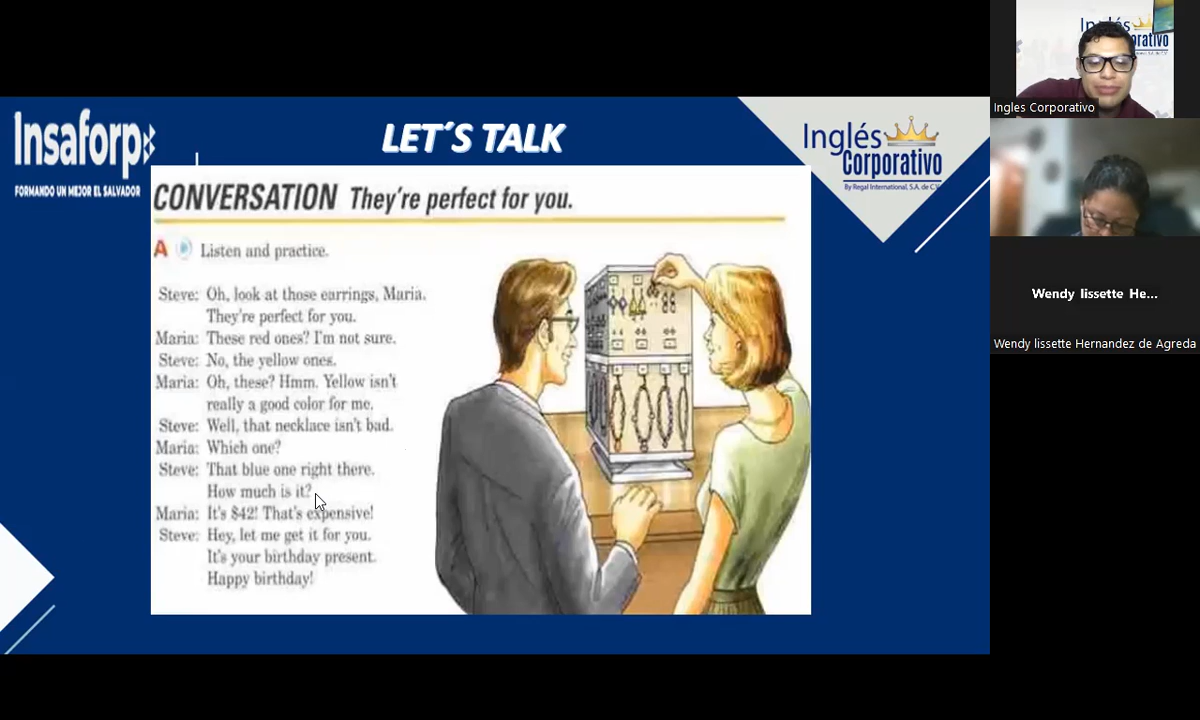 Insaforp
FORMANDO UN MEJOR EL SALVADOR
LET´S TALK
Inglés
Corporativo
By Regal International, S.A. de C.V
CONVERSATION They're perfect for you.
A Listen and practice.
Steve: Oh, look at those earrings, Maria.
They're perfect for you.
Maria: These red ones? I'm not sure.
Steve: No, the yellow ones.
Maria: Oh, these? Hmm. Yellow isn't
really a good color for me.
Steve: Well, that necklace isn't bad.
Maria: Which one?
Steve: That blue one right there.
How much is it?
Maria: It's $42! That's expensive!
Steve: Hey, let me get it for you.
It's your birthday present.
Happy birthday!
Inglés
orativo
Ingles Corporativo
Wendy lissette He...
Wendy lissette Hernandez de Agreda